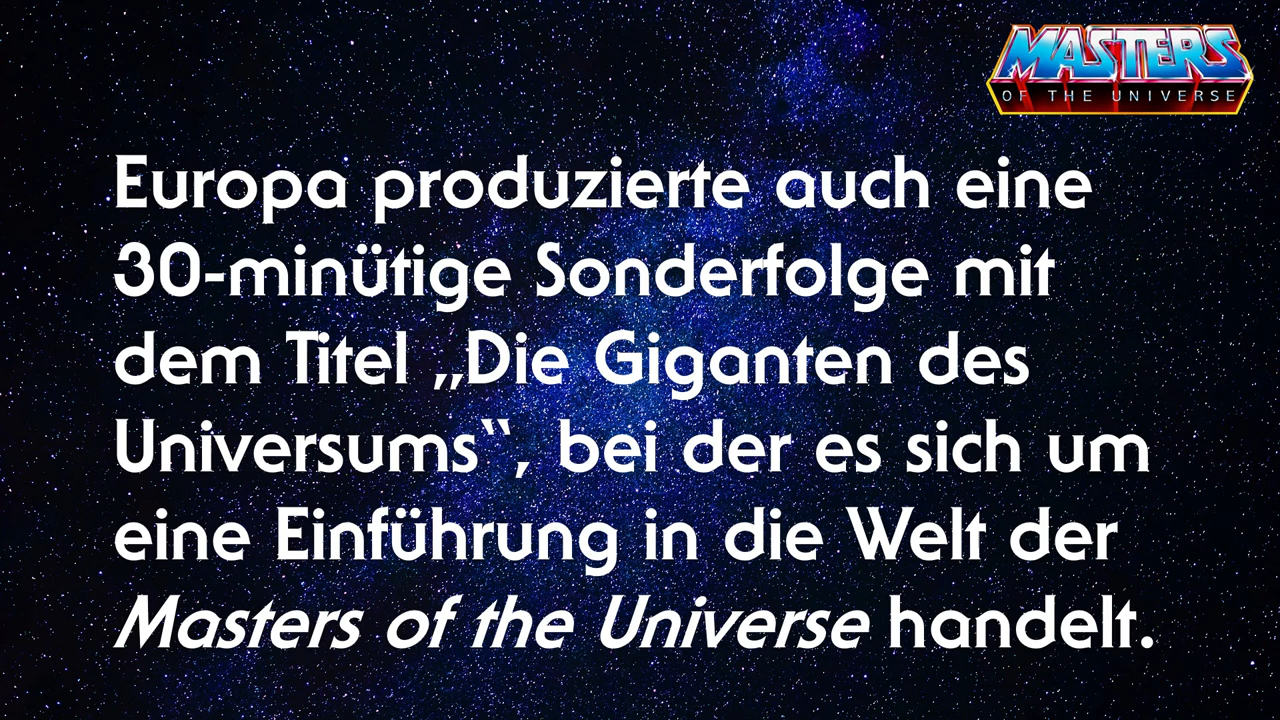 MASTERS
OF THE UNIVERSE
Europa produzierte auch eine
30-minütige Sonderfolge mit
dem Titel „Die Giganten des
Universums“, bei der es sich um
eine Einführung in die Welt der
Masters of the Universe handelt.